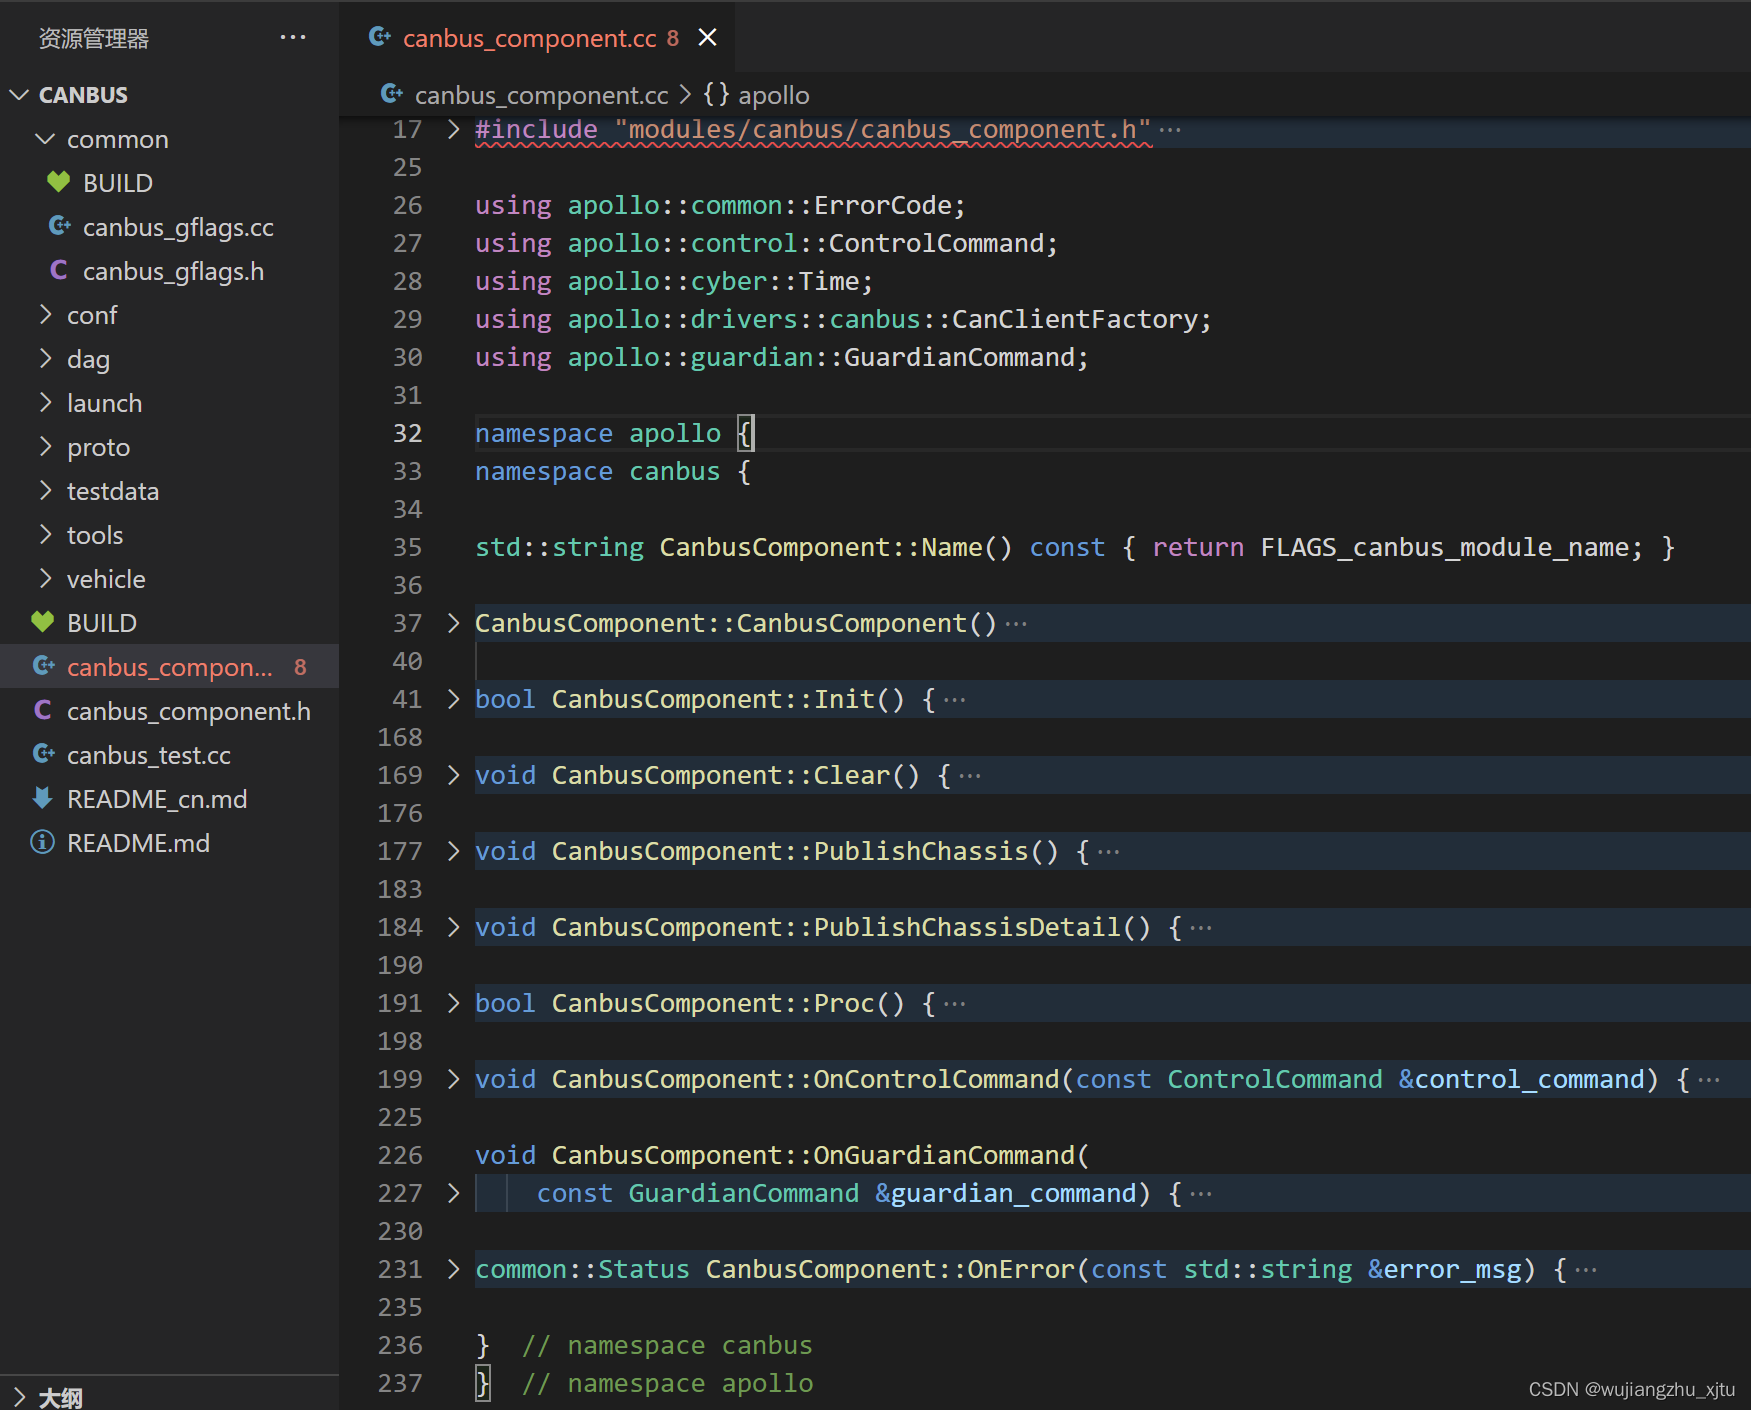 资源管理器 ···
CANBUS
common
BUILD
canbus_gflags.cc
canbus_gflags.h
conf
dag
launch
proto
testdata
tools
vehicle
BUILD
canbus_compon... 8
canbus_component.h
canbus_test.cc
README_cn.md
README.md
大纲
canbus_component.cc 8
canbus_component.cc > {} apollo
17 #include "modules/canbus/canbus_component.h"···
25
26 using apollo::common::ErrorCode;
27 using apollo::control::ControlCommand;
28 using apollo::cyber::Time;
29 using apollo::drivers::canbus::CanClientFactory;
30 using apollo::guardian::GuardianCommand;
31
32 namespace apollo {
33 namespace canbus {
34
35 std::string CanbusComponent::Name() const { return FLAGS_canbus_module_name; }
36
37 CanbusComponent::CanbusComponent()···
40
41 bool CanbusComponent::Init() {···
168
169 void CanbusComponent::Clear() {···
176
177 void CanbusComponent::PublishChassis() {···
183
184 void CanbusComponent::PublishChassisDetail() {···
190
191 bool CanbusComponent::Proc() {···
198
199 void CanbusComponent::OnControlCommand(const ControlCommand &control_command) {···
225
226 void CanbusComponent::OnGuardianCommand(
227 const GuardianCommand &guardian_command) {···
230
231 common::Status CanbusComponent::OnError(const std::string &error_msg) {···
235
236 } // namespace canbus
237 } // namespace apollo
CSDN @wujiangzhu_xjtu